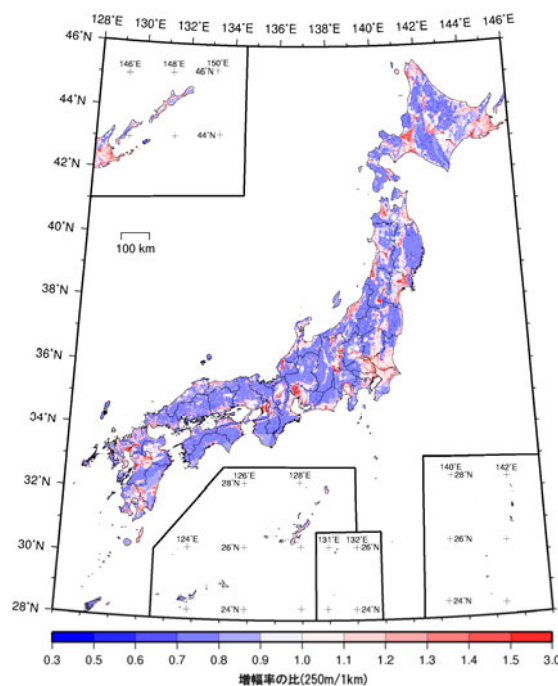 128°E 130°E 132°E 134°E 136°E 138°E 140°E 142°E 144°E 146°E
46°N
146°E 148°E 150°E
46°N
44°N
44°N
42°N
40°N
100 km
38°N
36°N
34°N
32°N
126°E 128°E
28°N
140°E 142°E
28°N
30°N
124°E
26°N
131°E 132°E
26°N
26°N
28°N
24°N
24°N
24°N
0.3 0.5 0.6 0.7 0.8 0.9 1.0 1.1 1.2 1.3 1.4 1.5 3.0
増幅率の比(250m/1km)